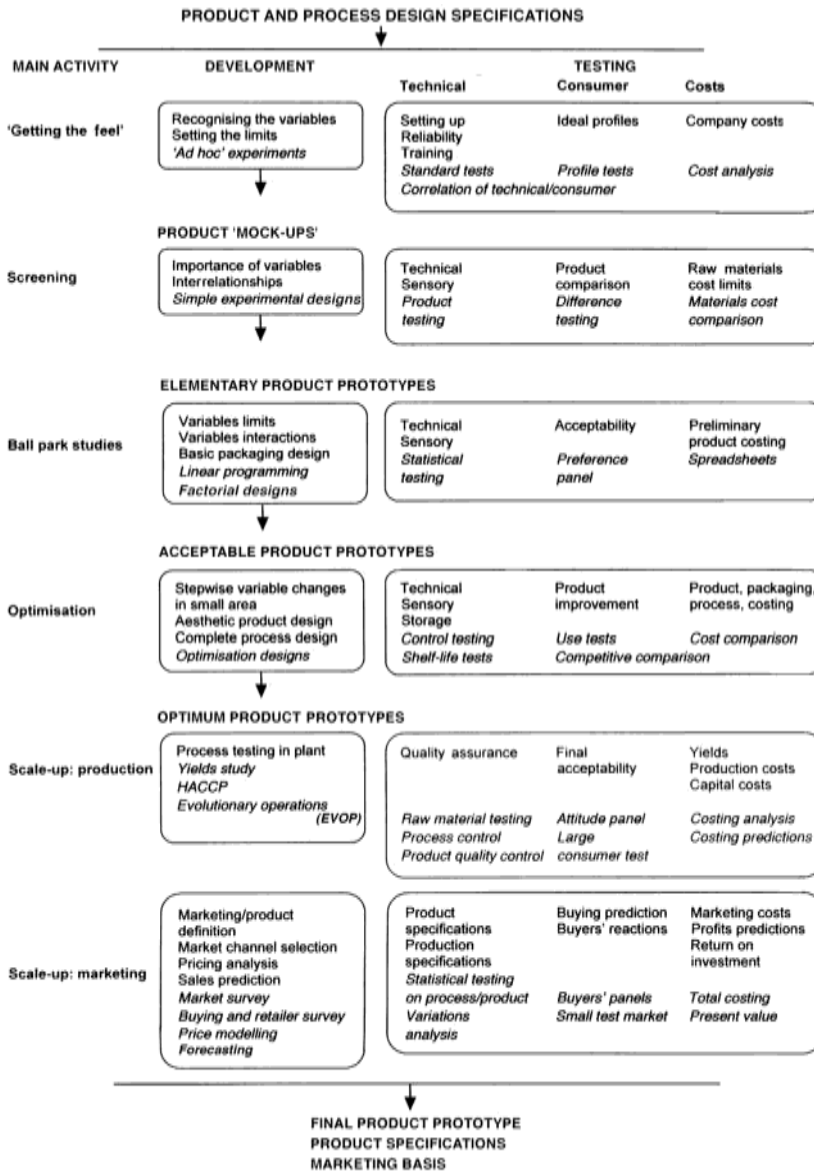 PRODUCT AND PROCESS DESIGN SPECIFICATIONS
MAIN ACTIVITY
DEVELOPMENT
TESTING
Technical
Consumer
Costs
'Getting the feel'
Recognising the variables
Setting the limits
'Ad hoc' experiments
Setting up
Reliability
Training
Standard tests
Correlation of technical/consumer
Ideal profiles
Profile tests
Company costs
Cost analysis
PRODUCT 'MOCK-UPS'
Screening
Importance of variables
Interrelationships
Simple experimental designs
Technical
Sensory
Product
testing
Product
comparison
Difference
testing
Raw materials
cost limits
Materials cost
comparison
ELEMENTARY PRODUCT PROTOTYPES
Ball park studies
Variables limits
Variables interactions
Basic packaging design
Linear programming
Factorial designs
Technical
Sensory
Statistical
testing
Acceptability
Preference
panel
Preliminary
product costing
Spreadsheets
ACCEPTABLE PRODUCT PROTOTYPES
Optimisation
Stepwise variable changes
in small area
Aesthetic product design
Complete process design
Optimisation designs
Technical
Sensory
Storage
Control testing
Shelf-life tests
Product
improvement
Use tests
Competitive comparison
Product, packaging,
process, costing
Cost comparison
OPTIMUM PRODUCT PROTOTYPES
Scale-up: production
Process testing in plant
Yields study
HACCP
Evolutionary operations
(EVOP)
Quality assurance
Raw material testing
Process control
Product quality control
Final
acceptability
Attitude panel
Large
consumer test
Yields
Production costs
Capital costs
Costing analysis
Costing predictions
Scale-up: marketing
Marketing/product
definition
Market channel selection
Pricing analysis
Sales prediction
Market survey
Buying and retailer survey
Price modelling
Forecasting
Product
specifications
Production
specifications
Statistical testing
on process/product
Variations
analysis
Buying prediction
Buyers' reactions
Buyers' panels
Small test market
Marketing costs
Profits predictions
Return on
investment
Total costing
Present value
FINAL PRODUCT PROTOTYPE
PRODUCT SPECIFICATIONS
MARKETING BASIS